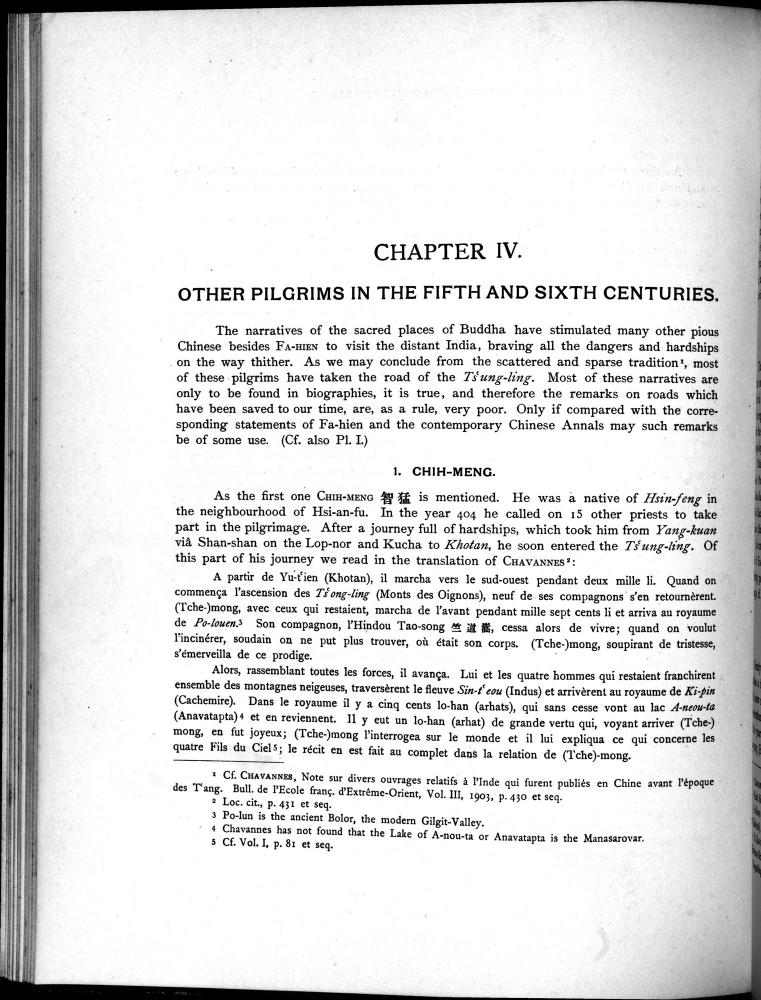 CHAPTER IV.
OTHER PILGRIMS IN THE FIFTH AND SIXTH CENTURIES.
The narratives of the sacred places of Buddha have stimulated many other pious
Chinese besides FA-HIEN to visit the distant India, braving all the dangers and hardships
on the way thither. As we may conclude from the scattered and sparse tradition¹, most
of these pilgrims have taken the road of the Tsʻung-ling. Most of these narratives are
only to be found in biographies, it is true, and therefore the remarks on roads which
have been saved to our time, are, as a rule, very poor. Only if compared with the corre-
sponding statements of Fa-hien and the contemporary Chinese Annals may such remarks
be of some use. (Cf. also Pl. I.)
1. CHIH-MENG.
As the first one CHIH-MENG 智猛 is mentioned. He was a native of Hsin-feng in
the neighbourhood of Hsi-an-fu. In the year 404 he called on 15 other priests to take
part in the pilgrimage. After a journey full of hardships, which took him from Yang-kuan
viâ Shan-shan on the Lop-nor and Kucha to Khotan, he soon entered the Tsʻung-ling. Of
this part of his journey we read in the translation of CHAVANNES²:
A partir de Yu-tʻien (Khotan), il marcha vers le sud-ouest pendant deux mille li. Quand on
commença l'ascension des Tsʻong-ling (Monts des Oignons), neuf de ses compagnons s'en retournèrent.
(Tche-)mong, avec ceux qui restaient, marcha de l'avant pendant mille sept cents li et arriva au royaume
de Po-louen.³ Son compagnon, l'Hindou Tao-song 竺道嵩, cessa alors de vivre; quand on voulut
l'incinérer, soudain on ne put plus trouver, où était son corps. (Tche-)mong, soupirant de tristesse,
s'émerveilla de ce prodige.
Alors, rassemblant toutes les forces, il avança. Lui et les quatre hommes qui restaient franchirent
ensemble des montagnes neigeuses, traversèrent le fleuve Sin-tʻeou (Indus) et arrivèrent au royaume de Ki-pin
(Cachemire). Dans le royaume il y a cinq cents lo-han (arhats), qui sans cesse vont au lac A-neou-ta
(Anavatapta)⁴ et en reviennent. Il y eut un lo-han (arhat) de grande vertu qui, voyant arriver (Tche-)
mong, en fut joyeux; (Tche-)mong l'interrogea sur le monde et il lui expliqua ce qui concerne les
quatre Fils du Ciel⁵; le récit en est fait au complet dans la relation de (Tche)-mong.
¹ Cf. CHAVANNES, Note sur divers ouvrages relatifs à l'Inde qui furent publiés en Chine avant l'époque
des Tʻang. Bull. de l'Ecole franç. d'Extrême-Orient, Vol. III, 1903, p. 430 et seq.
² Loc. cit., p. 431 et seq.
³ Po-lun is the ancient Bolor, the modern Gilgit-Valley.
⁴ Chavannes has not found that the Lake of A-nou-ta or Anavatapta is the Manasarovar.
⁵ Cf. Vol. I, p. 81 et seq.